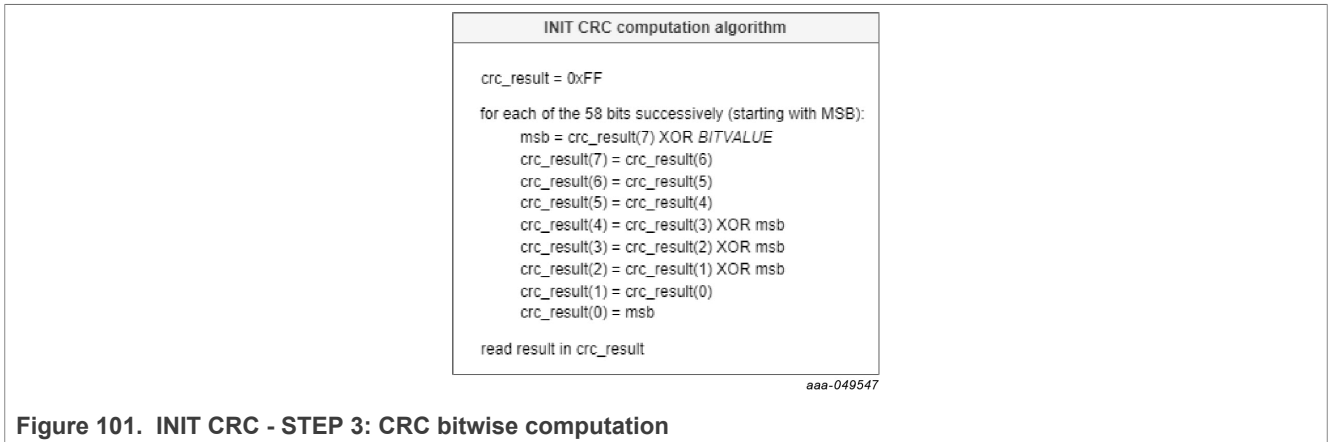 INIT CRC computation algorithm
crc_result = 0xFF
for each of the 58 bits successively (starting with MSB):
msb = crc_result(7) XOR BITVALUE
crc_result(7) = crc_result(6)
crc_result(6) = crc_result(5)
crc_result(5) = crc_result(4)
crc_result(4) = crc_result(3) XOR msb
crc_result(3) = crc_result(2) XOR msb
crc_result(2) = crc_result(1) XOR msb
crc_result(1) = crc_result(0)
crc_result(0) = msb
read result in crc_result
aaa-049547
Figure 101. INIT CRC - STEP 3: CRC bitwise computation